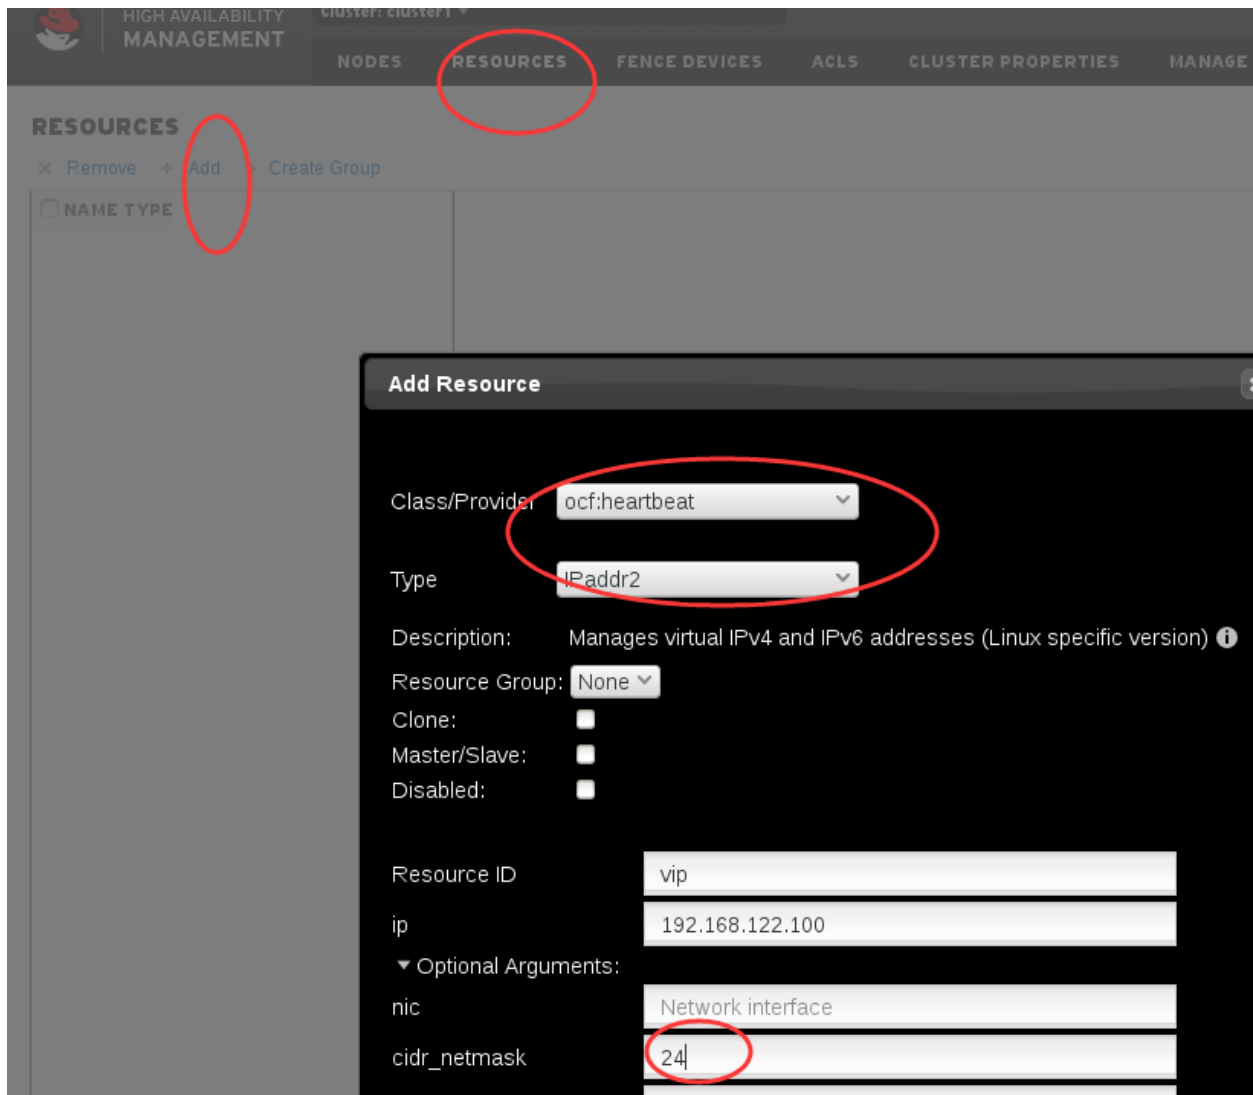 HIGH AVAILABILITY
MANAGEMENT
cluster: cluster1
NODES RESOURCES FENCE DEVICES ACLS CLUSTER PROPERTIES MANAGE
RESOURCES
Remove + Add + Create Group
NAME TYPE
Add Resource
Class/Provider ocf:heartbeat
Type IPaddr2
Description: Manages virtual IPv4 and IPv6 addresses (Linux specific version)
Resource Group: None
Clone:
Master/Slave:
Disabled:
Resource ID vip
ip 192.168.122.100
Optional Arguments:
nic Network interface
cidr_netmask 24